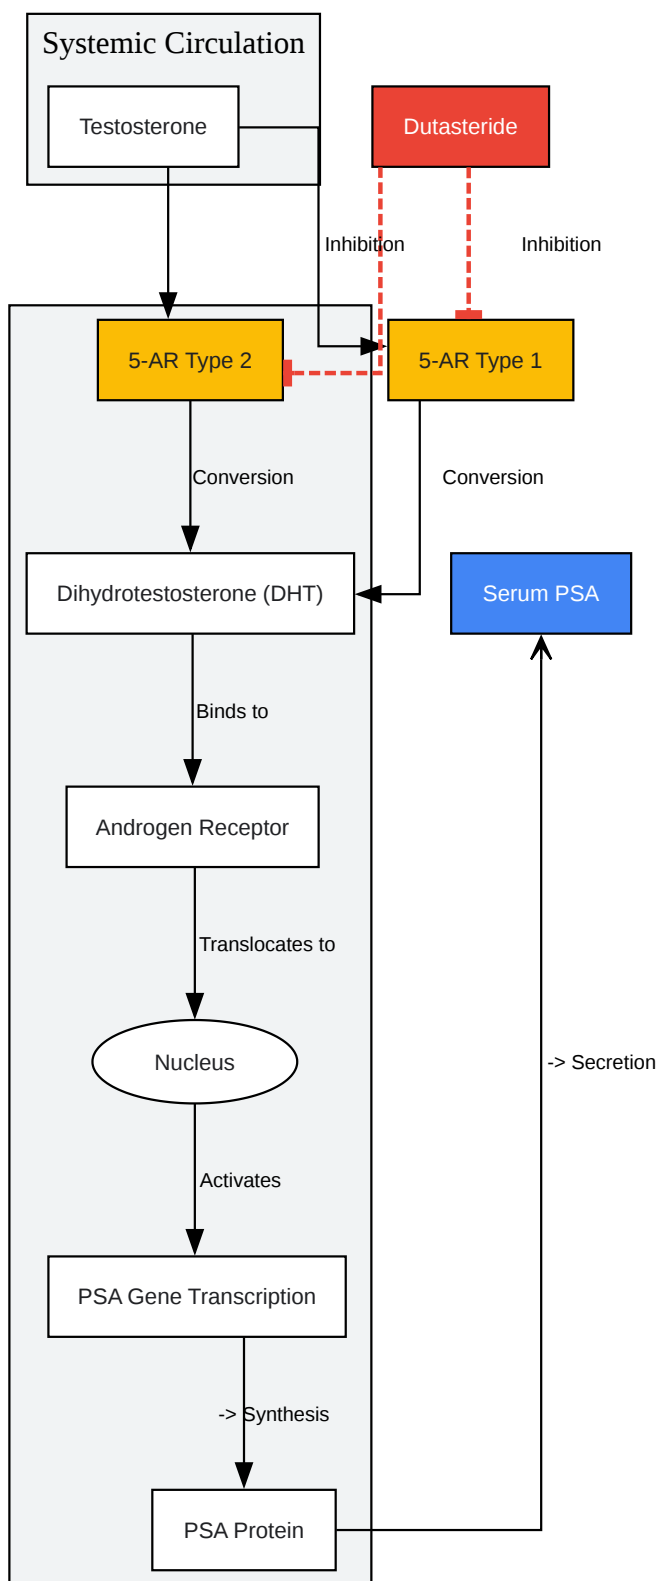 Systemic Circulation
Testosterone
Dutasteride
Inhibition
Inhibition
5-AR Type 2
5-AR Type 1
Conversion
Conversion
Dihydrotestosterone (DHT)
Serum PSA
Binds to
Androgen Receptor
Translocates to
Nucleus
-> Secretion
Activates
PSA Gene Transcription
-> Synthesis
PSA Protein